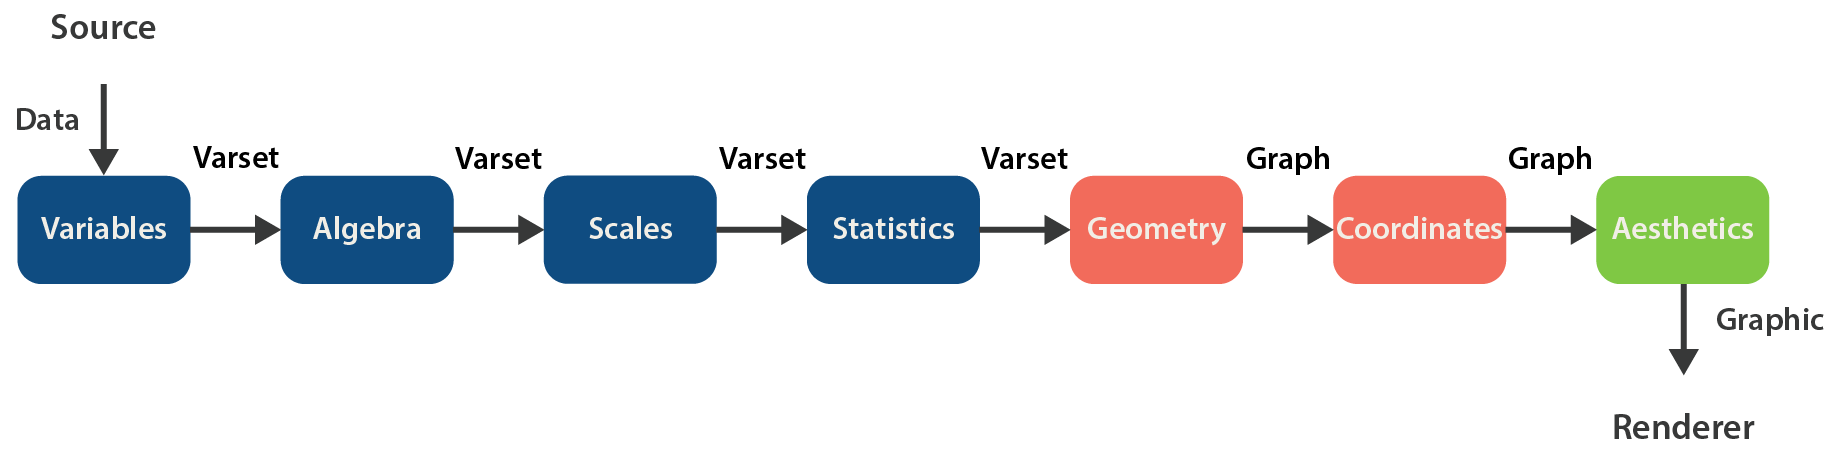 Source
Data
Varset
Varset
Varset
Varset
Graph
Graph
Variables
Algebra
Scales
Statistics
Geometry
Coordinates
Aesthetics
Graphic
Renderer